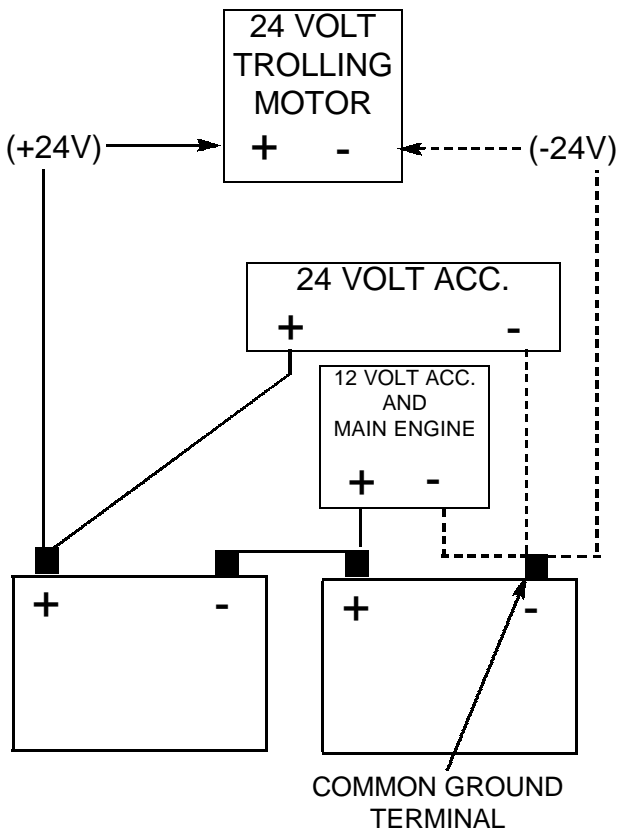 24 VOLT
TROLLING
MOTOR
(+24V)
+ -
(-24V)
24 VOLT ACC.
+ -
12 VOLT ACC.
AND
MAIN ENGINE
+ -
+ -
+ -
COMMON GROUND
TERMINAL